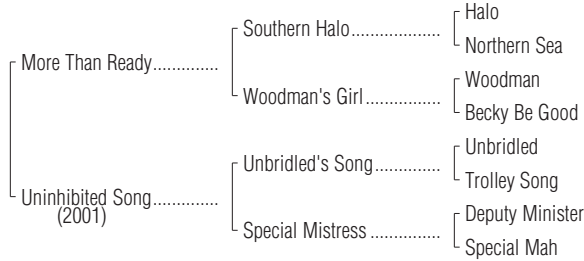 Halo
Southern Halo
Northern Sea
More Than Ready
Woodman
Woodman's Girl
Becky Be Good
Unbridled
Unbridled's Song
Trolley Song
Uninhibited Song
(2001)
Deputy Minister
Special Mistress
Special Mah